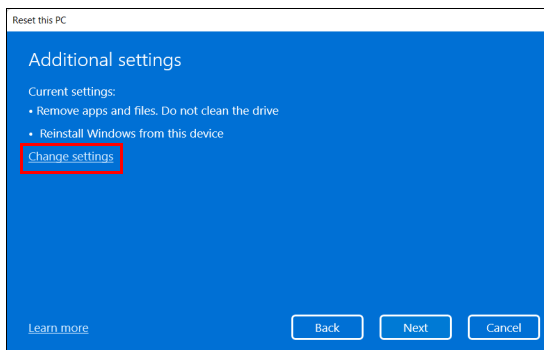 Reset this PC
Additional settings
Current settings:
• Remove apps and files. Do not clean the drive
• Reinstall Windows from this device
Change settings
Learn more
Back
Next
Cancel